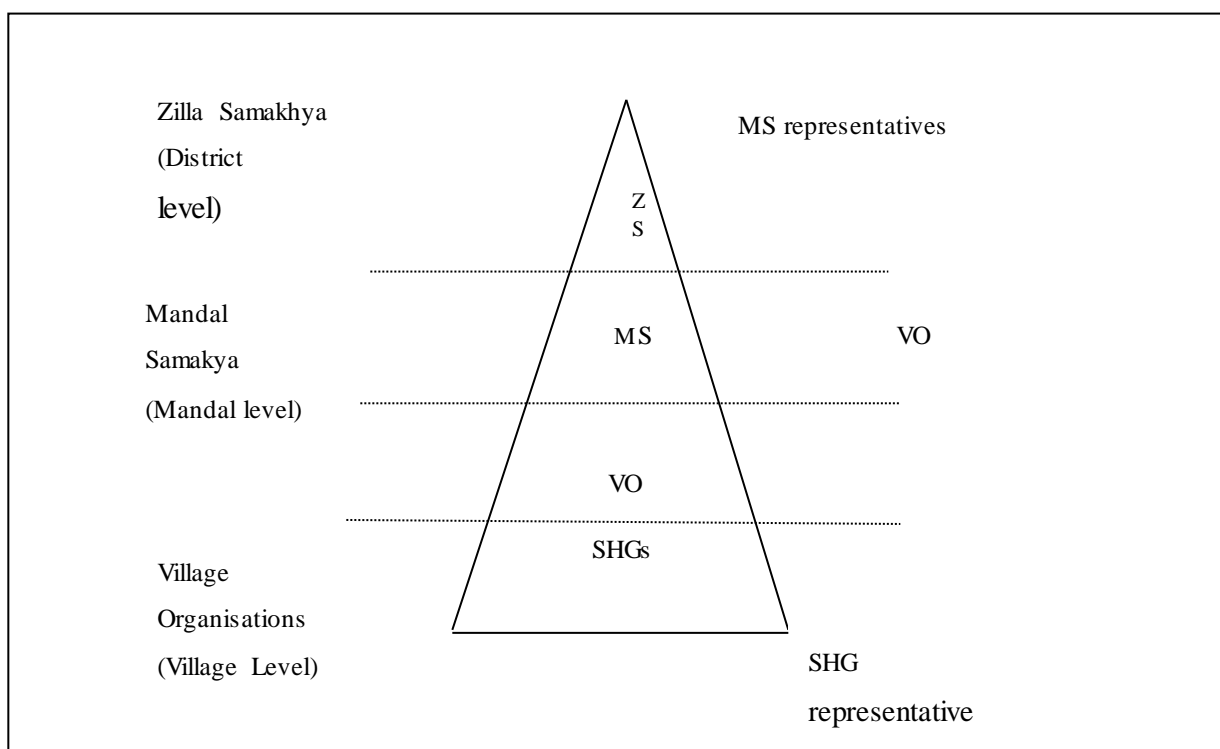 Zilla Samakhya
(District
level)
MS representatives
Z
S
Mandal
Samakya
(Mandal level)
MS
VO
VO
SHGs
Village
Organisations
(Village Level)
SHG
representative